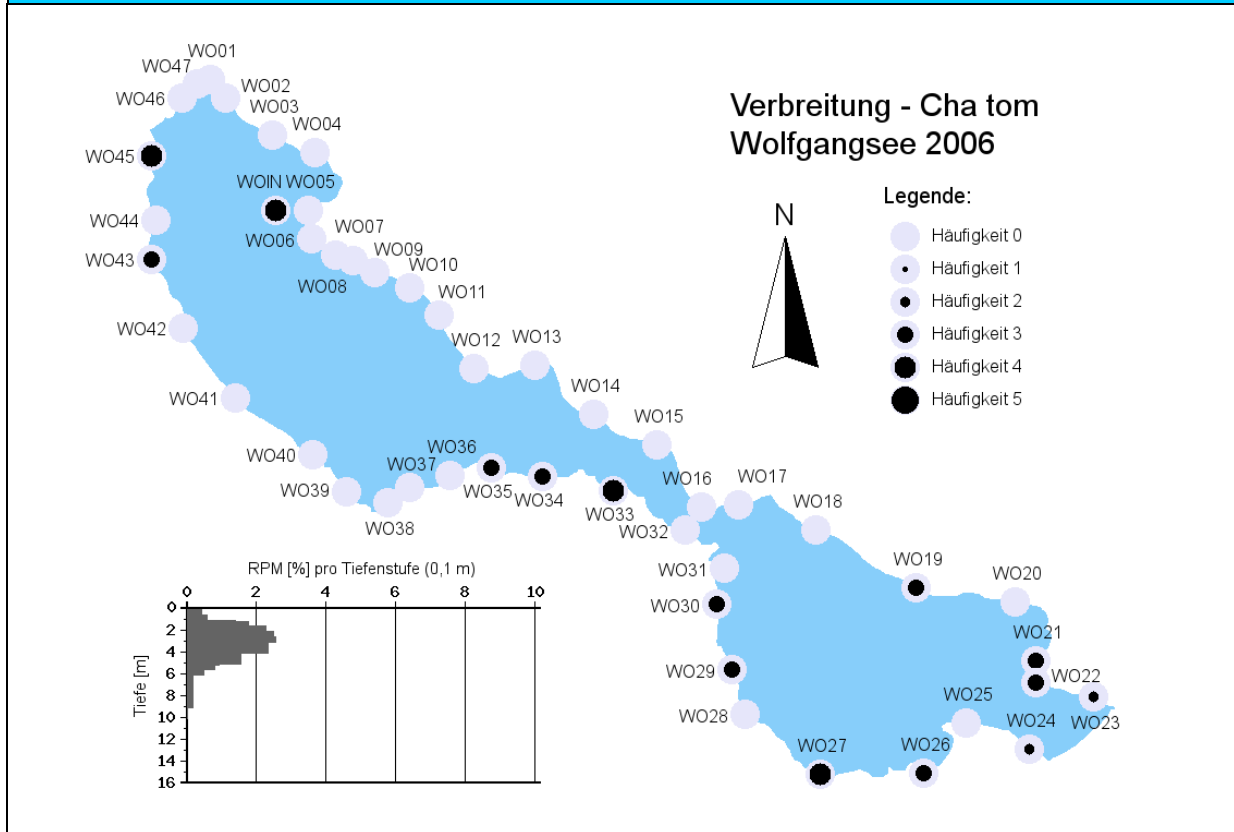 Verbreitung - Cha tom
Wolfgangsee 2006
Legende:
Häufigkeit 0
Häufigkeit 1
Häufigkeit 2
Häufigkeit 3
Häufigkeit 4
Häufigkeit 5
N
WO01
WO47
WO02
WO46
WO03
WO04
WO45
WOIN
WO05
WO44
WO06
WO07
WO43
WO09
WO08
WO10
WO11
WO42
WO12
WO13
WO14
WO41
WO15
WO40
WO37
WO36
WO39
WO38
WO35
WO34
WO33
WO16
WO17
WO32
WO18
WO31
WO19
WO20
WO30
WO21
WO29
WO22
WO28
WO25
WO24
WO23
WO27
WO26
RPM [%] pro Tiefenstufe (0,1 m)
0 2 4 6 8 10
Tiefe [m]
0
2
4
6
8
10
12
14
16